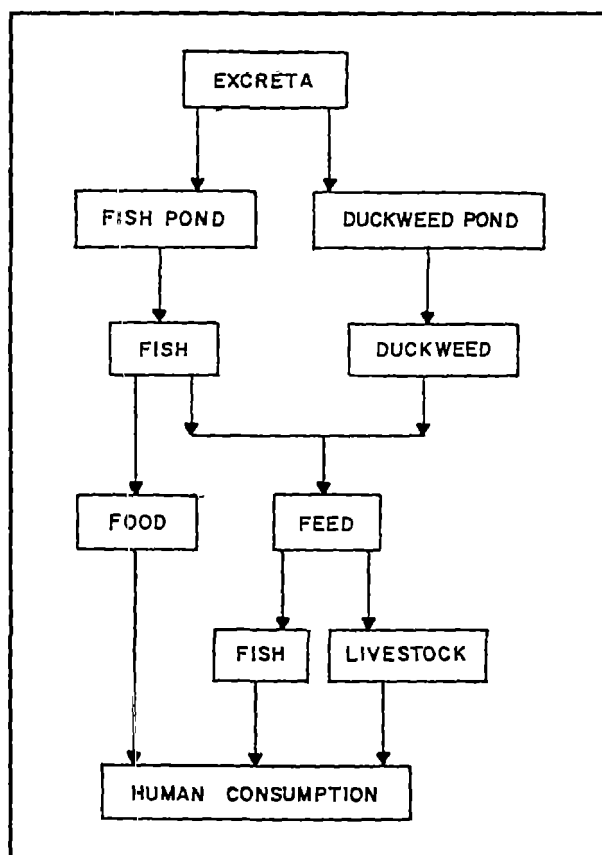 EXCRETA
FISH POND
DUCKWEED POND
FISH
DUCKWEED
FOOD
FEED
FISH
LIVESTOCK
HUMAN CONSUMPTION